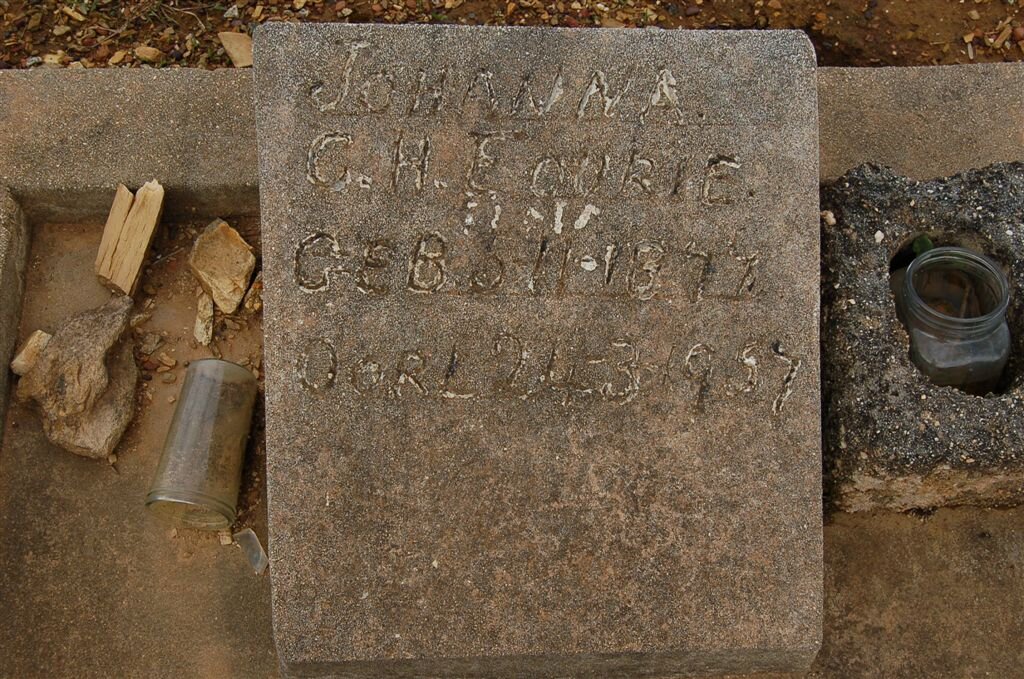 JOHANNA
G.H. FOURIE.
GEB 5-11-1877
OORL 24-3-1957